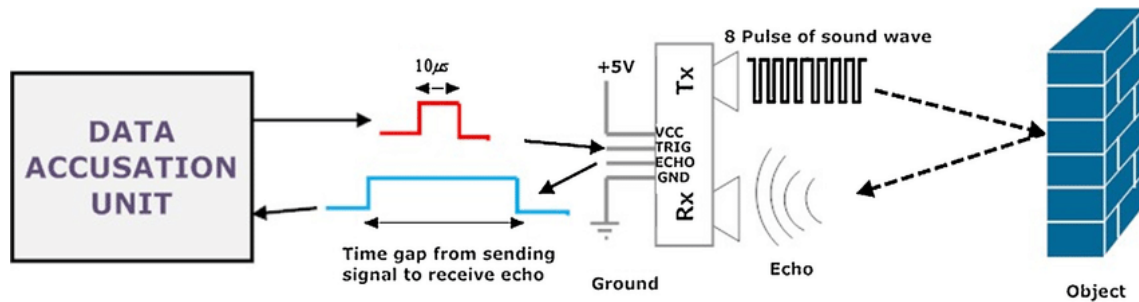 DATA
ACCUSATION
UNIT
10μs
Time gap from sending
signal to receive echo
+5V
Ground
VCC
TRIG
ECHO
GND
Tx
Rx
8 Pulse of sound wave
Echo
Object